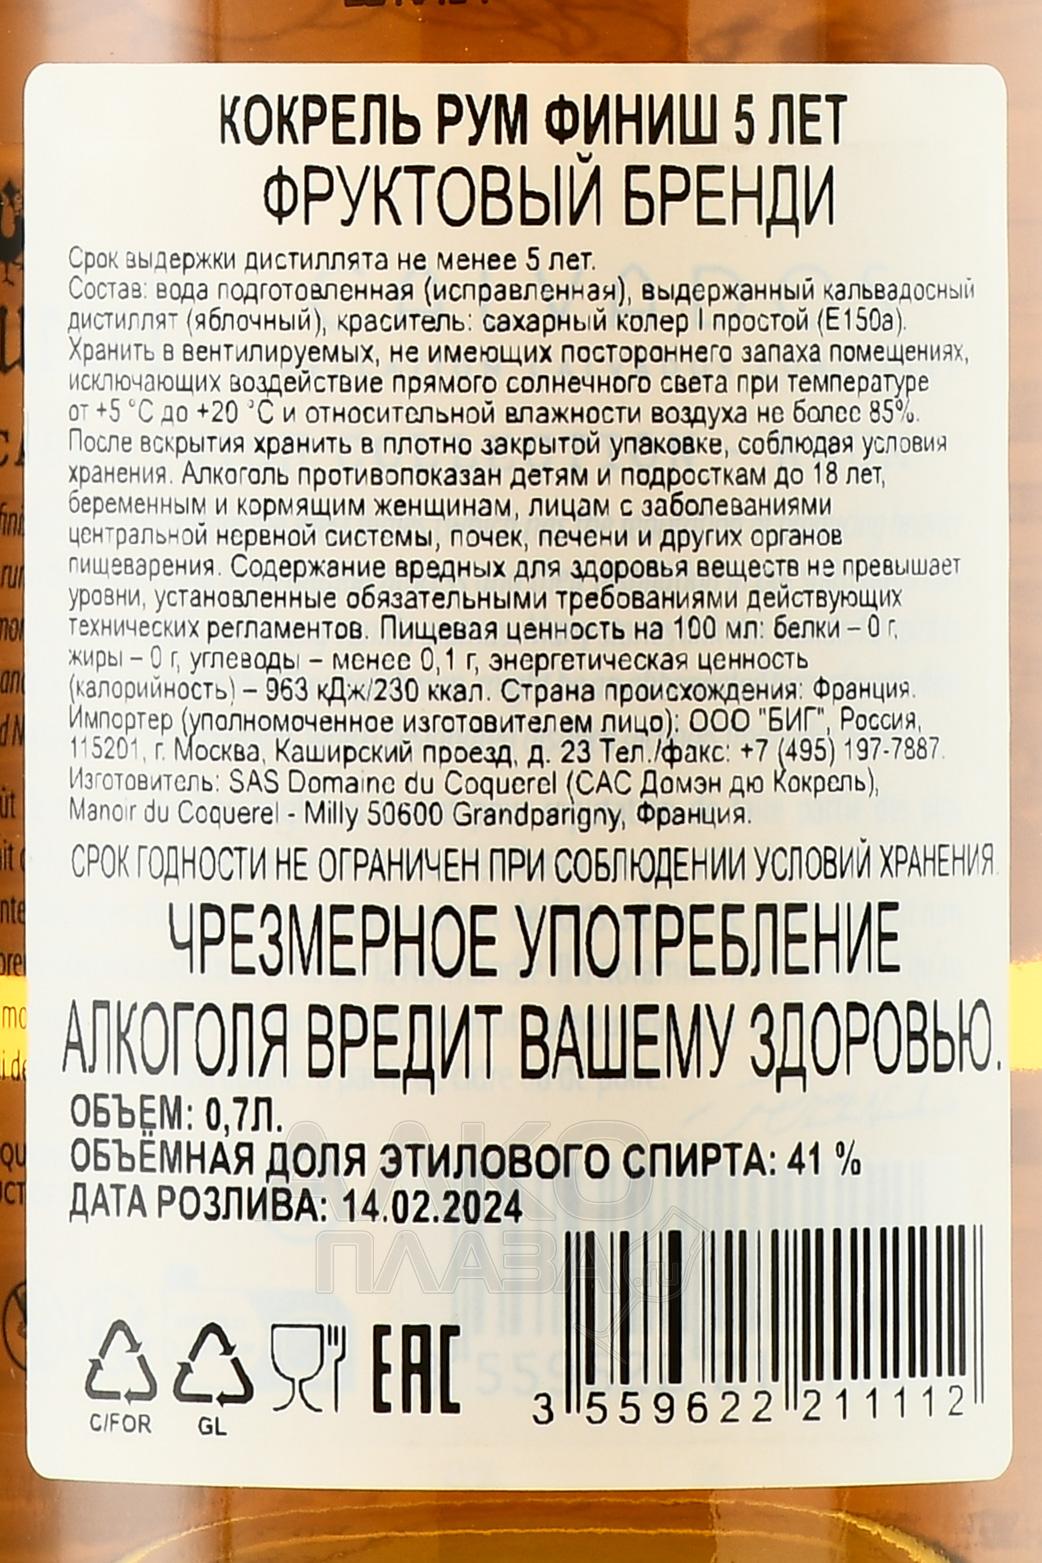 КОКРЕЛЬ РУМ ФИНИШ 5 ЛЕТ
ФРУКТОВЫЙ БРЕНДИ
Срок выдержки дистиллята не менее 5 лет.
Состав: вода подготовленная (исправленная), выдержанный кальвадосный
дистиллят (яблочный), краситель: сахарный колер I простой (Е150а).
Хранить в вентилируемых, не имеющих постороннего запаха помещениях,
исключающих воздействие прямого солнечного света при температуре
от +5 °С до +20 °С и относительной влажности воздуха не более 85%.
После вскрытия хранить в плотно закрытой упаковке, соблюдая условия
хранения. Алкоголь противопоказан детям и подросткам до 18 лет,
беременным и кормящим женщинам, лицам с заболеваниями
центральной нервной системы, почек, печени и других органов
пищеварения. Содержание вредных для здоровья веществ не превышает
уровни, установленные обязательными требованиями действующих
технических регламентов. Пищевая ценность на 100 мл: белки – 0 г,
жиры – 0 г, углеводы – менее 0,1 г, энергетическая ценность
(калорийность) – 963 кДж/230 ккал. Страна происхождения: Франция.
Импортер (уполномоченное изготовителем лицо): ООО "БИГ", Россия,
115201, г. Москва, Каширский проезд, д. 23 Тел./факс: +7 (495) 197-7887.
Изготовитель: SAS Domaine du Coquerel (САС Домэн дю Кокрель),
Manoir du Coquerel - Milly 50600 Grandparigny, Франция.
СРОК ГОДНОСТИ НЕ ОГРАНИЧЕН ПРИ СОБЛЮДЕНИИ УСЛОВИЙ ХРАНЕНИЯ
ЧРЕЗМЕРНОЕ УПОТРЕБЛЕНИЕ
АЛКОГОЛЯ ВРЕДИТ ВАШЕМУ ЗДОРОВЬЮ.
ОБЪЕМ: 0,7Л.
ОБЪЁМНАЯ ДОЛЯ ЭТИЛОВОГО СПИРТА: 41 %
ДАТА РОЗЛИВА: 14.02.2024
АЛКО
ПЛАЗА.ru
C/FOR GL EAC
3 559622 211112